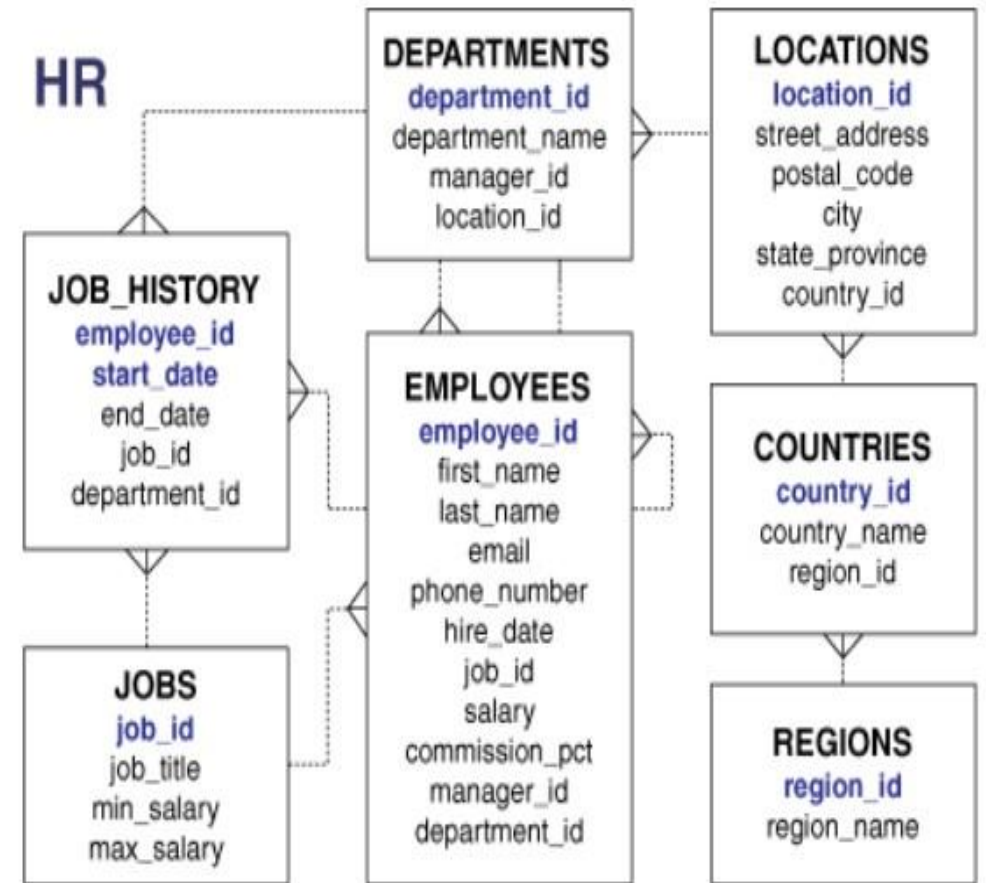 HR
DEPARTMENTS
department_id
department_name
manager_id
location_id
LOCATIONS
location_id
street_address
postal_code
city
state_province
country_id
JOB_HISTORY
employee_id
start_date
end_date
job_id
department_id
EMPLOYEES
employee_id
first_name
last_name
email
phone_number
hire_date
job_id
salary
commission_pct
manager_id
department_id
COUNTRIES
country_id
country_name
region_id
JOBS
job_id
job_title
min_salary
max_salary
REGIONS
region_id
region_name